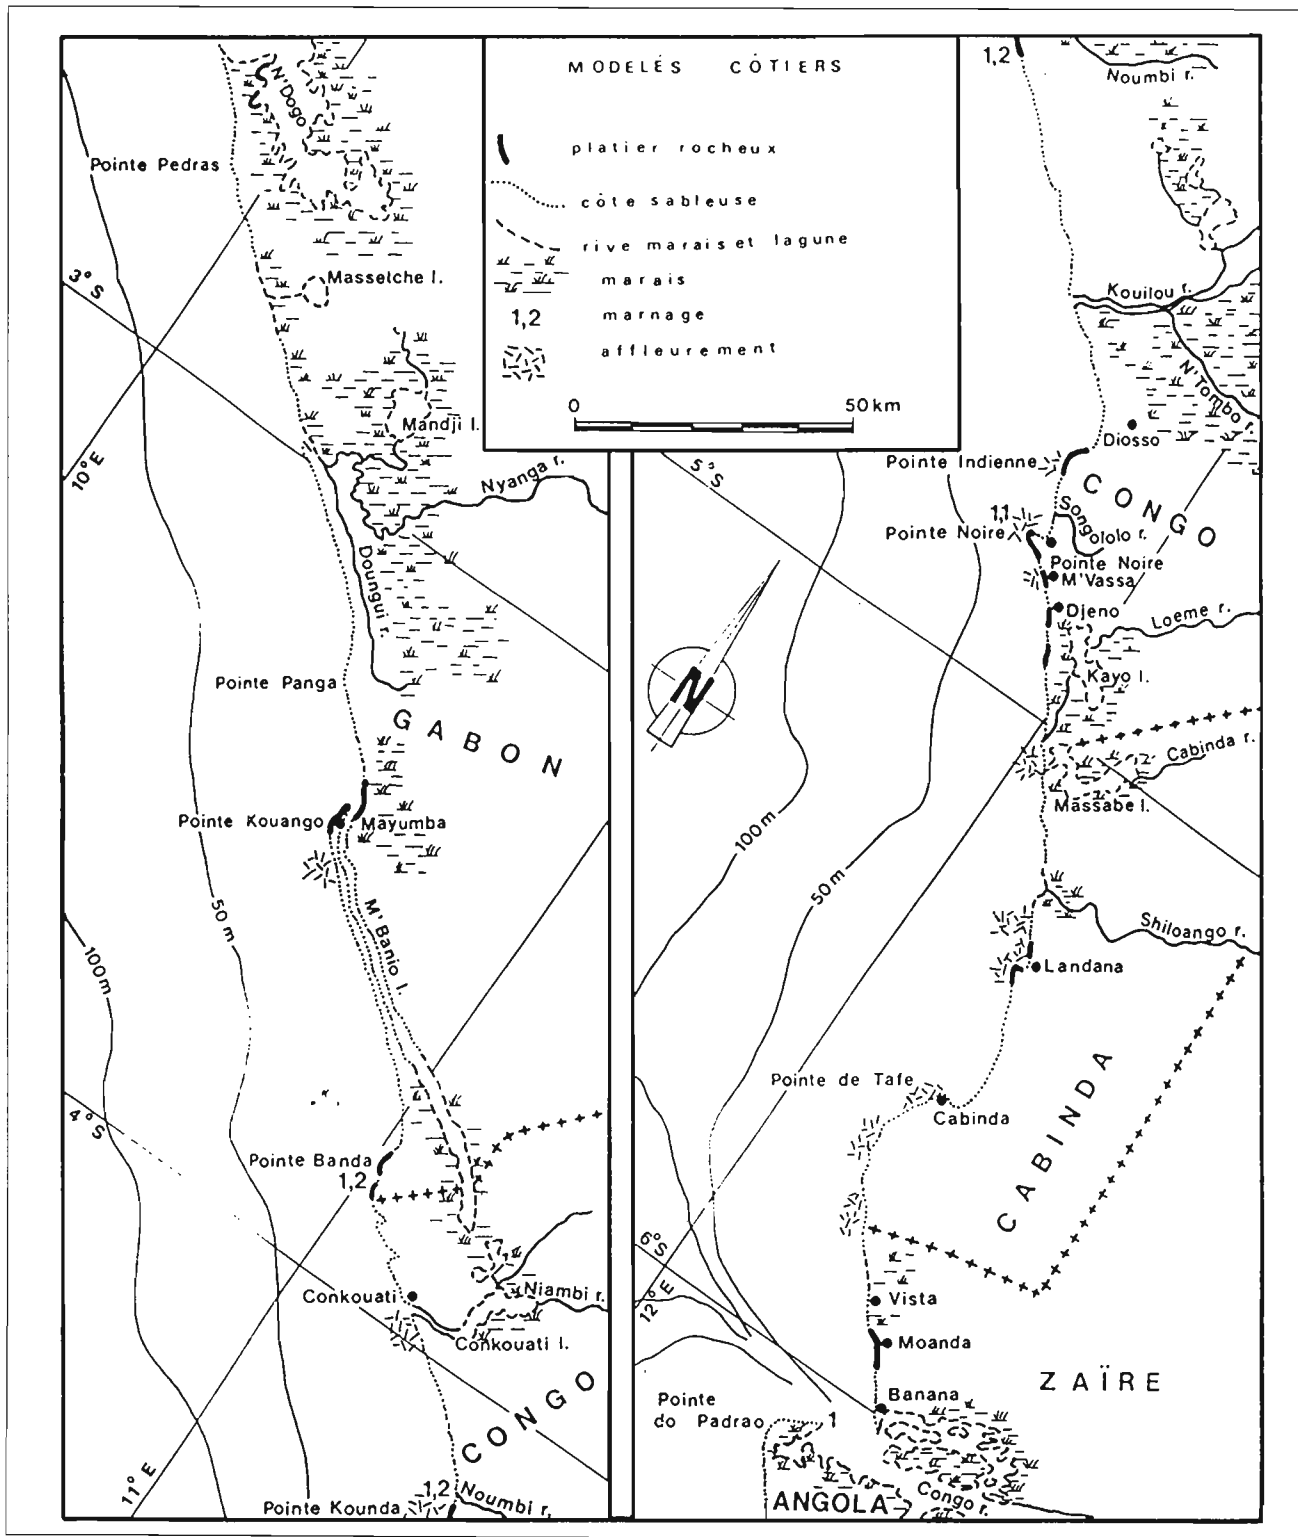 MODELÉS CÔTIERS
platier rocheux
côte sableuse
rive marais et lagune
marais
1,2 marnage
affleurement
0 50 km
N'Dogo
Pointe Pedras
3° S
Masseiche l.
10° E
Mandji l.
Nyanga r.
Doungui r.
Pointe Panga
GABON
Pointe Kouango
Mayumba
50 m
M'Banio l.
100 m
4° S
Pointe Banda
1,2
Conkouati
Niambi r.
Conkouati l.
CONGO
11° E
1,2
Pointe Kounda
Noumbi r.
1,2
Noumbi r.
Kouilou r.
N'Tombo r.
Diosso
Pointe Indienne
5° S
CONGO
1,1
Songololo r.
Pointe Noire
Pointe Noire
M'Vassa
Djeno
Loeme r.
N
Kayo l.
Cabinda r.
Massabe l.
100 m
50 m
Shiloango r.
Landana
Pointe de Tafe
Cabinda
CABINDA
6° S
12° E
Vista
Moanda
ZAÏRE
Banana
Pointe
do Padrao
1
ANGOLA
Congo r.